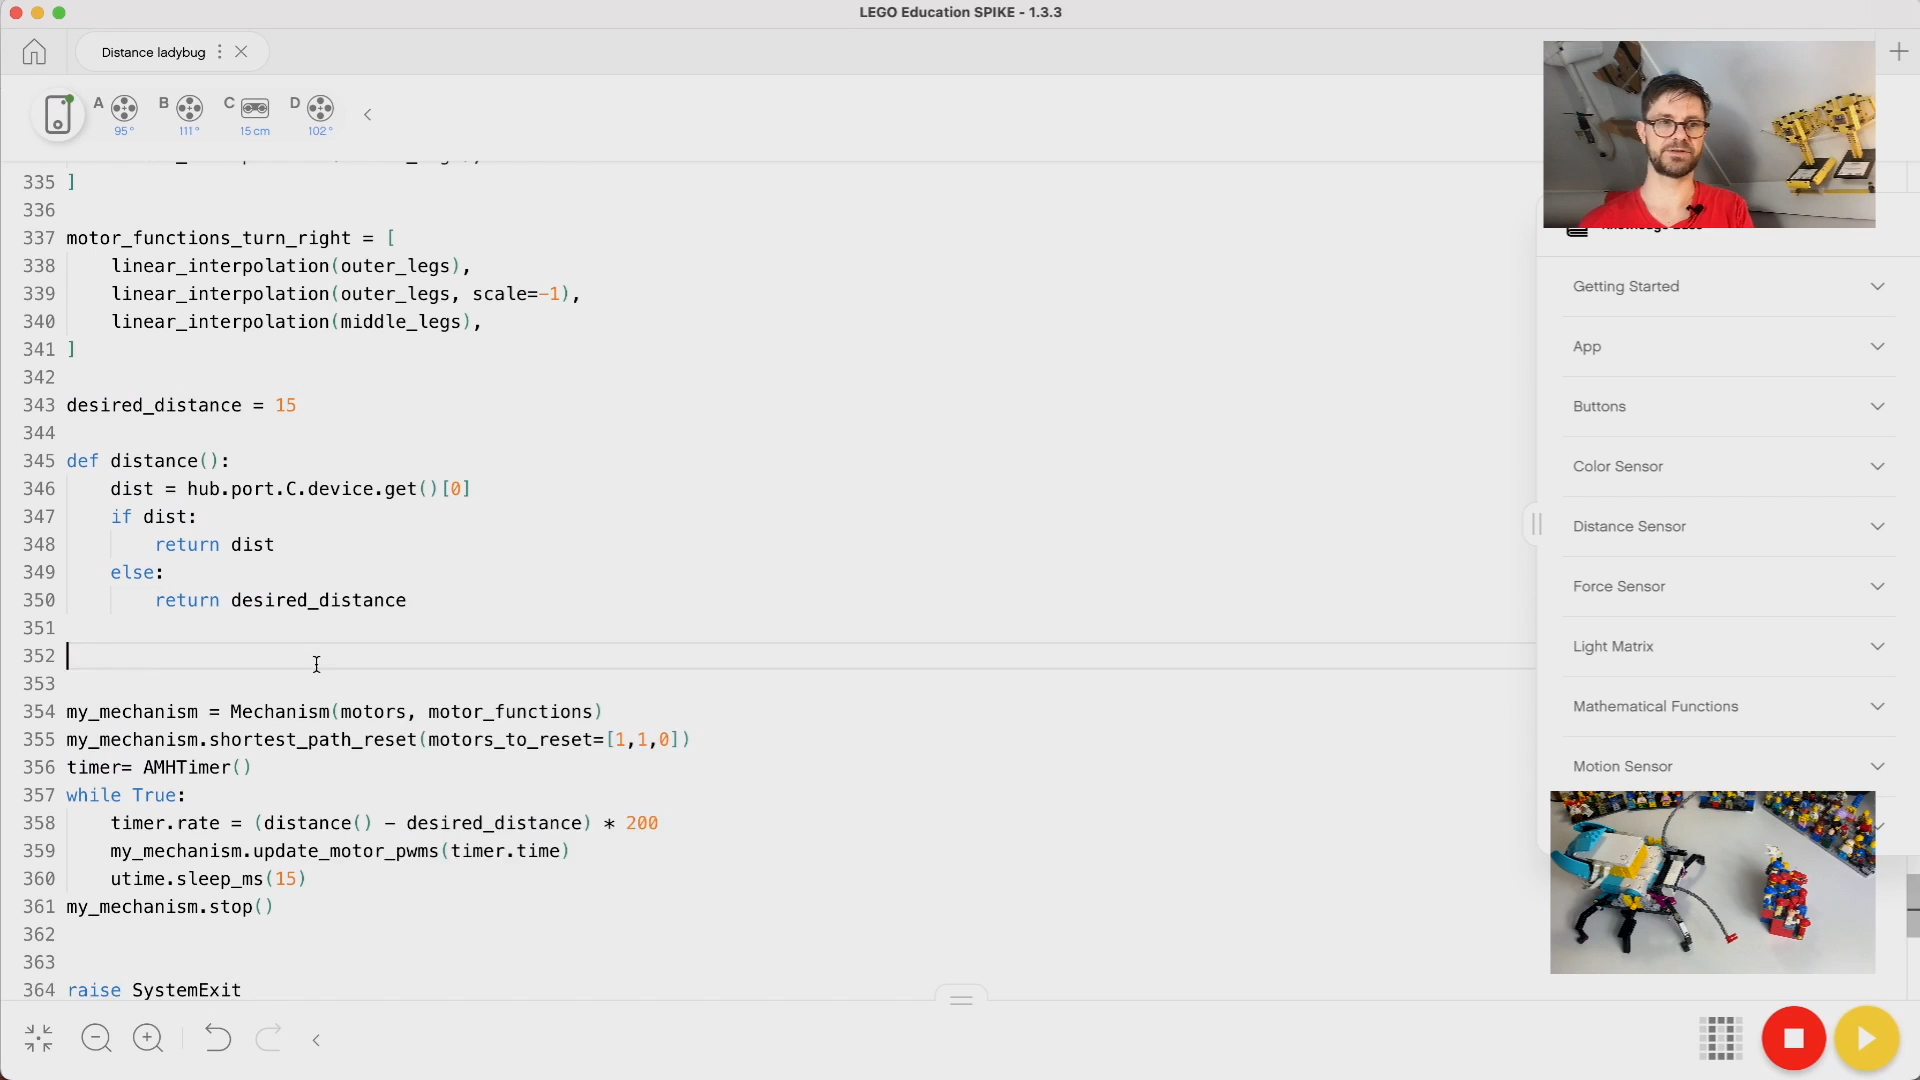 LEGO Education SPIKE - 1.3.3
Distance ladybug
A B C D
95° 111° 15 cm 102°
335 ]
336
337 motor_functions_turn_right = [
338 linear_interpolation(outer_legs),
339 linear_interpolation(outer_legs, scale=-1),
340 linear_interpolation(middle_legs),
341 ]
342
343 desired_distance = 15
344
345 def distance():
346 dist = hub.port.C.device.get()[0]
347 if dist:
348 return dist
349 else:
350 return desired_distance
351
352
353
354 my_mechanism = Mechanism(motors, motor_functions)
355 my_mechanism.shortest_path_reset(motors_to_reset=[1,1,0])
356 timer= AMHTimer()
357 while True:
358 timer.rate = (distance() - desired_distance) * 200
359 my_mechanism.update_motor_pwms(timer.time)
360 utime.sleep_ms(15)
361 my_mechanism.stop()
362
363
364 raise SystemExit
Getting Started
App
Buttons
Color Sensor
Distance Sensor
Force Sensor
Light Matrix
Mathematical Functions
Motion Sensor